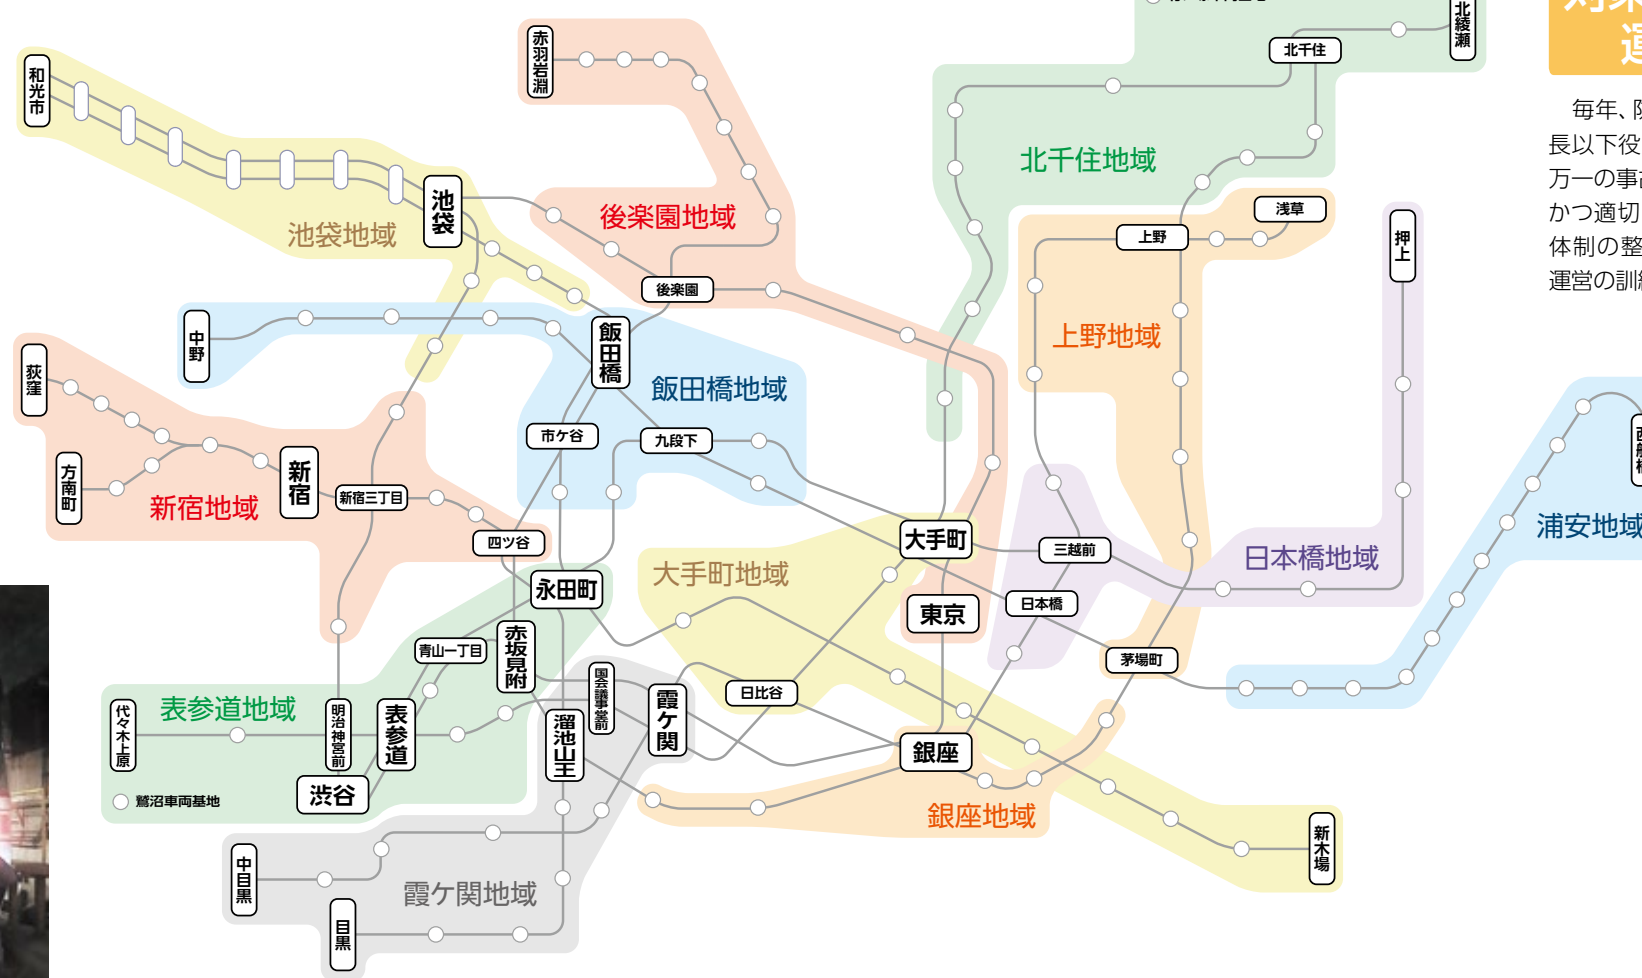 北綾瀬
北千住
赤羽岩淵
和光市
北千住地域
池袋
池袋地域
後楽園地域
浅草
上野
押上
後楽園
中野
飯田橋
上野地域
荻窪
飯田橋地域
市ケ谷
九段下
新宿
方南町
新宿三丁目
新宿地域
四ツ谷
大手町
三越前
日本橋地域
浦安地域
大手町地域
永田町
日本橋
東京
青山一丁目
赤坂見附
茅場町
国会議事堂前
日比谷
霞ケ関
表参道地域
代々木上原
明治神宮前
表参道
溜池山王
銀座
渋谷
鷺沼車両基地
銀座地域
新木場
中目黒
霞ケ関地域
目黒
運
毎年、
長以下役
万一の事
かつ適切
体制の整
運営の訓